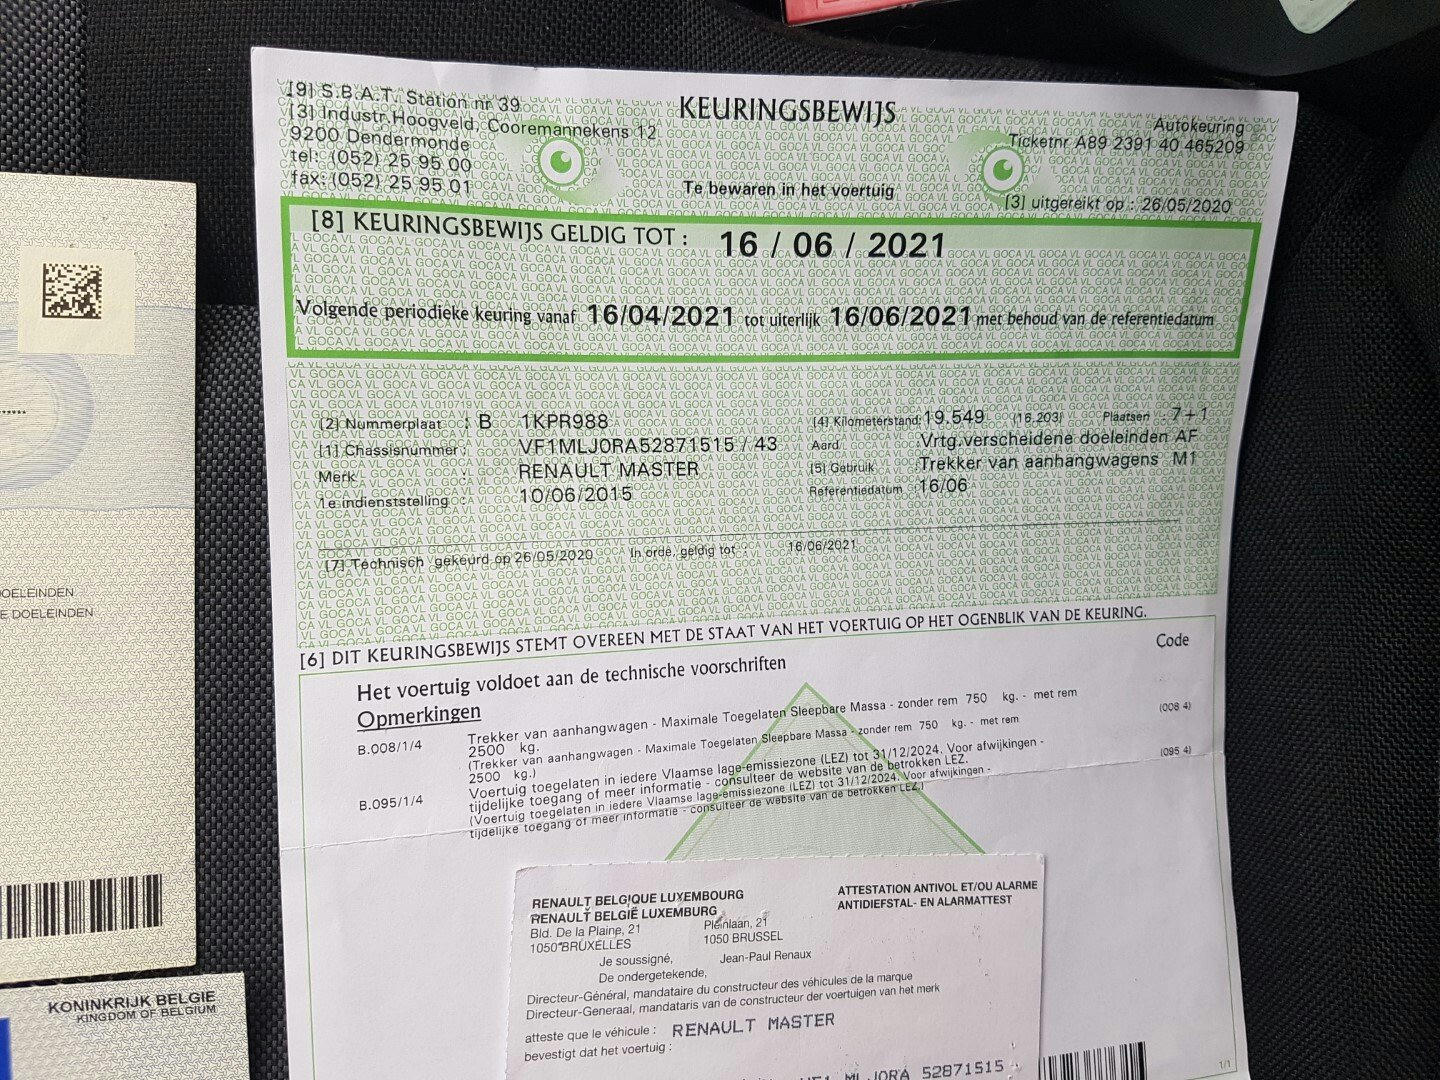 [9] S.B.A.T. Station nr 39
[3] Industr.Hoogveld, Cooremannekens 12
9200 Dendermonde
tel: (052) 25 95 00
fax: (052) 25 95 01
KEURINGSBEWIJS
Te bewaren in het voertuig
Autokeuring
Ticketnr A89 2391 40 465209
[3] uitgereikt op : 26/05/2020
[8] KEURINGSBEWIJS GELDIG TOT : 16 / 06 / 2021
Volgende periodieke keuring vanaf 16/04/2021 tot uiterlijk 16/06/2021 met behoud van de referentiedatum
[2] Nummerplaat : B 1KPR988
[1] Chassisnummer : VF1MLJ0RA52871515 / 43
Merk : RENAULT MASTER
1e indienststelling : 10/06/2015
[4] Kilometerstand: 19.549 (16.203) Plaatsen : 7+1
Aard : Vrtg.verscheidene doeleinden AF
[5] Gebruik : Trekker van aanhangwagens M1
Referentiedatum : 16/06
[7] Technisch gekeurd op 26/05/2020 In orde, geldig tot : 16/06/2021
[6] DIT KEURINGSBEWIJS STEMT OVEREEN MET DE STAAT VAN HET VOERTUIG OP HET OGENBLIK VAN DE KEURING.
Code
Het voertuig voldoet aan de technische voorschriften
Opmerkingen
B.008/1/4 Trekker van aanhangwagen - Maximale Toegelaten Sleepbare Massa - zonder rem 750 kg. - met rem (008 4)
2500 kg.
(Trekker van aanhangwagen - Maximale Toegelaten Sleepbare Massa - zonder rem 750 kg. - met rem
2500 kg.)
B.095/1/4 Voertuig toegelaten in iedere Vlaamse lage-emissiezone (LEZ) tot 31/12/2024. Voor afwijkingen - (095 4)
tijdelijke toegang of meer informatie - consulteer de website van de betrokken LEZ.
(Voertuig toegelaten in iedere Vlaamse lage-emissiezone (LEZ) tot 31/12/2024. Voor afwijkingen -
tijdelijke toegang of meer informatie - consulteer de website van de betrokken LEZ.)
RENAULT BELGIQUE LUXEMBOURG
RENAULT BELGIË LUXEMBURG
Bld. De la Plaine, 21 Pleinlaan, 21
1050 BRUXELLES 1050 BRUSSEL
ATTESTATION ANTIVOL ET/OU ALARME
ANTIDIEFSTAL- EN ALARMATTEST
Je soussigné, Jean-Paul Renaux
De ondergetekende,
Directeur-Général, mandataire du constructeur des véhicules de la marque
Directeur-Generaal, mandataris van de constructeur der voertuigen van het merk
atteste que le véhicule : RENAULT MASTER
bevestigt dat het voertuig :
VF1 MLJ0RA 52871515
1/1
DOELEINDEN
E DOELEINDEN
KONINKRIJK BELGIE
KINGDOM OF BELGIUM